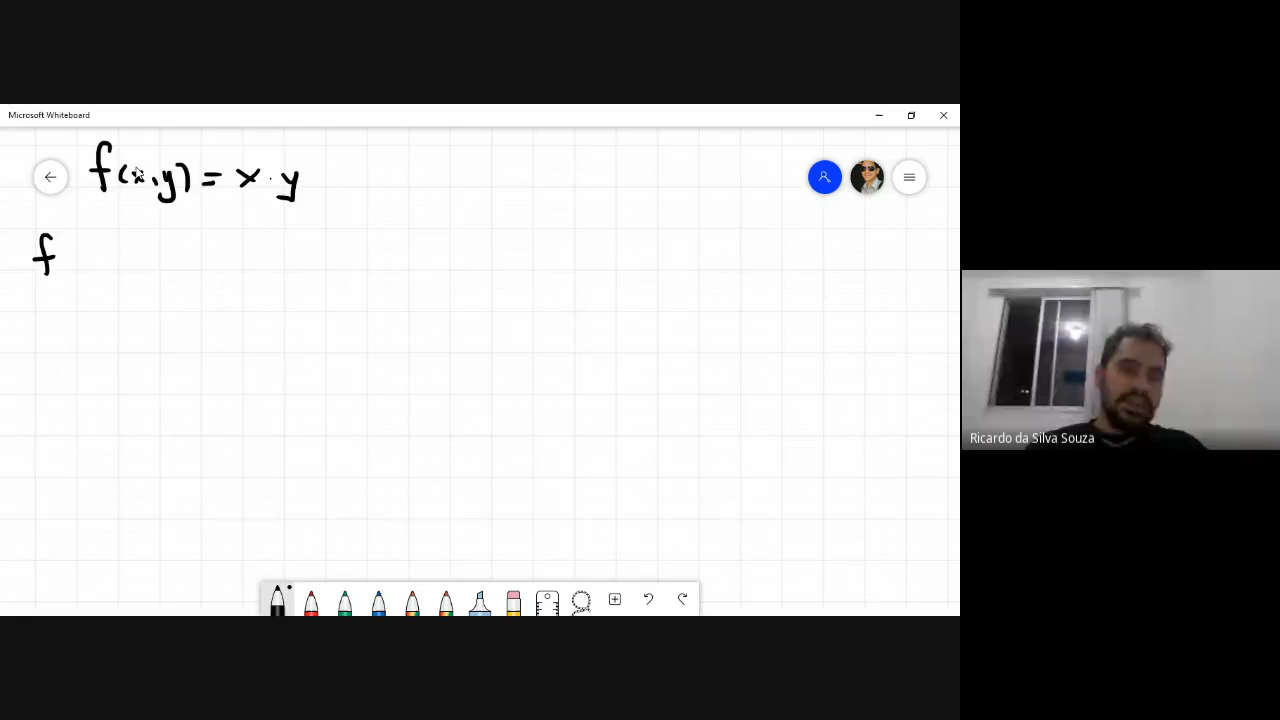 Microsoft Whiteboard
f(x,y) = x · y
f
Ricardo da Silva Souza